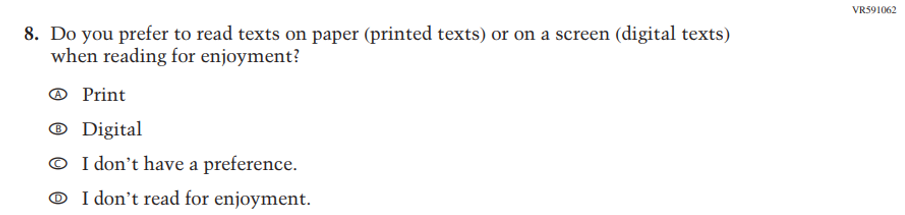 VR591062
8. Do you prefer to read texts on paper (printed texts) or on a screen (digital texts)
when reading for enjoyment?
A Print
B Digital
C I don’t have a preference.
D I don’t read for enjoyment.